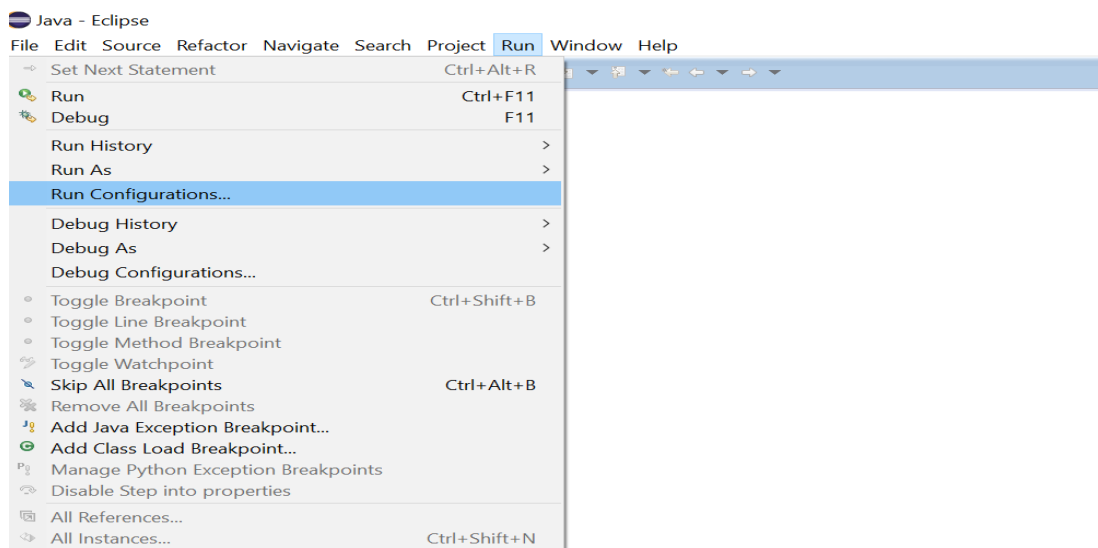 Java - Eclipse
File Edit Source Refactor Navigate Search Project Run Window Help
Set Next Statement Ctrl+Alt+R
Run Ctrl+F11
Debug F11
Run History >
Run As >
Run Configurations...
Debug History >
Debug As >
Debug Configurations...
Toggle Breakpoint Ctrl+Shift+B
Toggle Line Breakpoint
Toggle Method Breakpoint
Toggle Watchpoint
Skip All Breakpoints Ctrl+Alt+B
Remove All Breakpoints
Add Java Exception Breakpoint...
Add Class Load Breakpoint...
Manage Python Exception Breakpoints
Disable Step into properties
All References...
All Instances... Ctrl+Shift+N